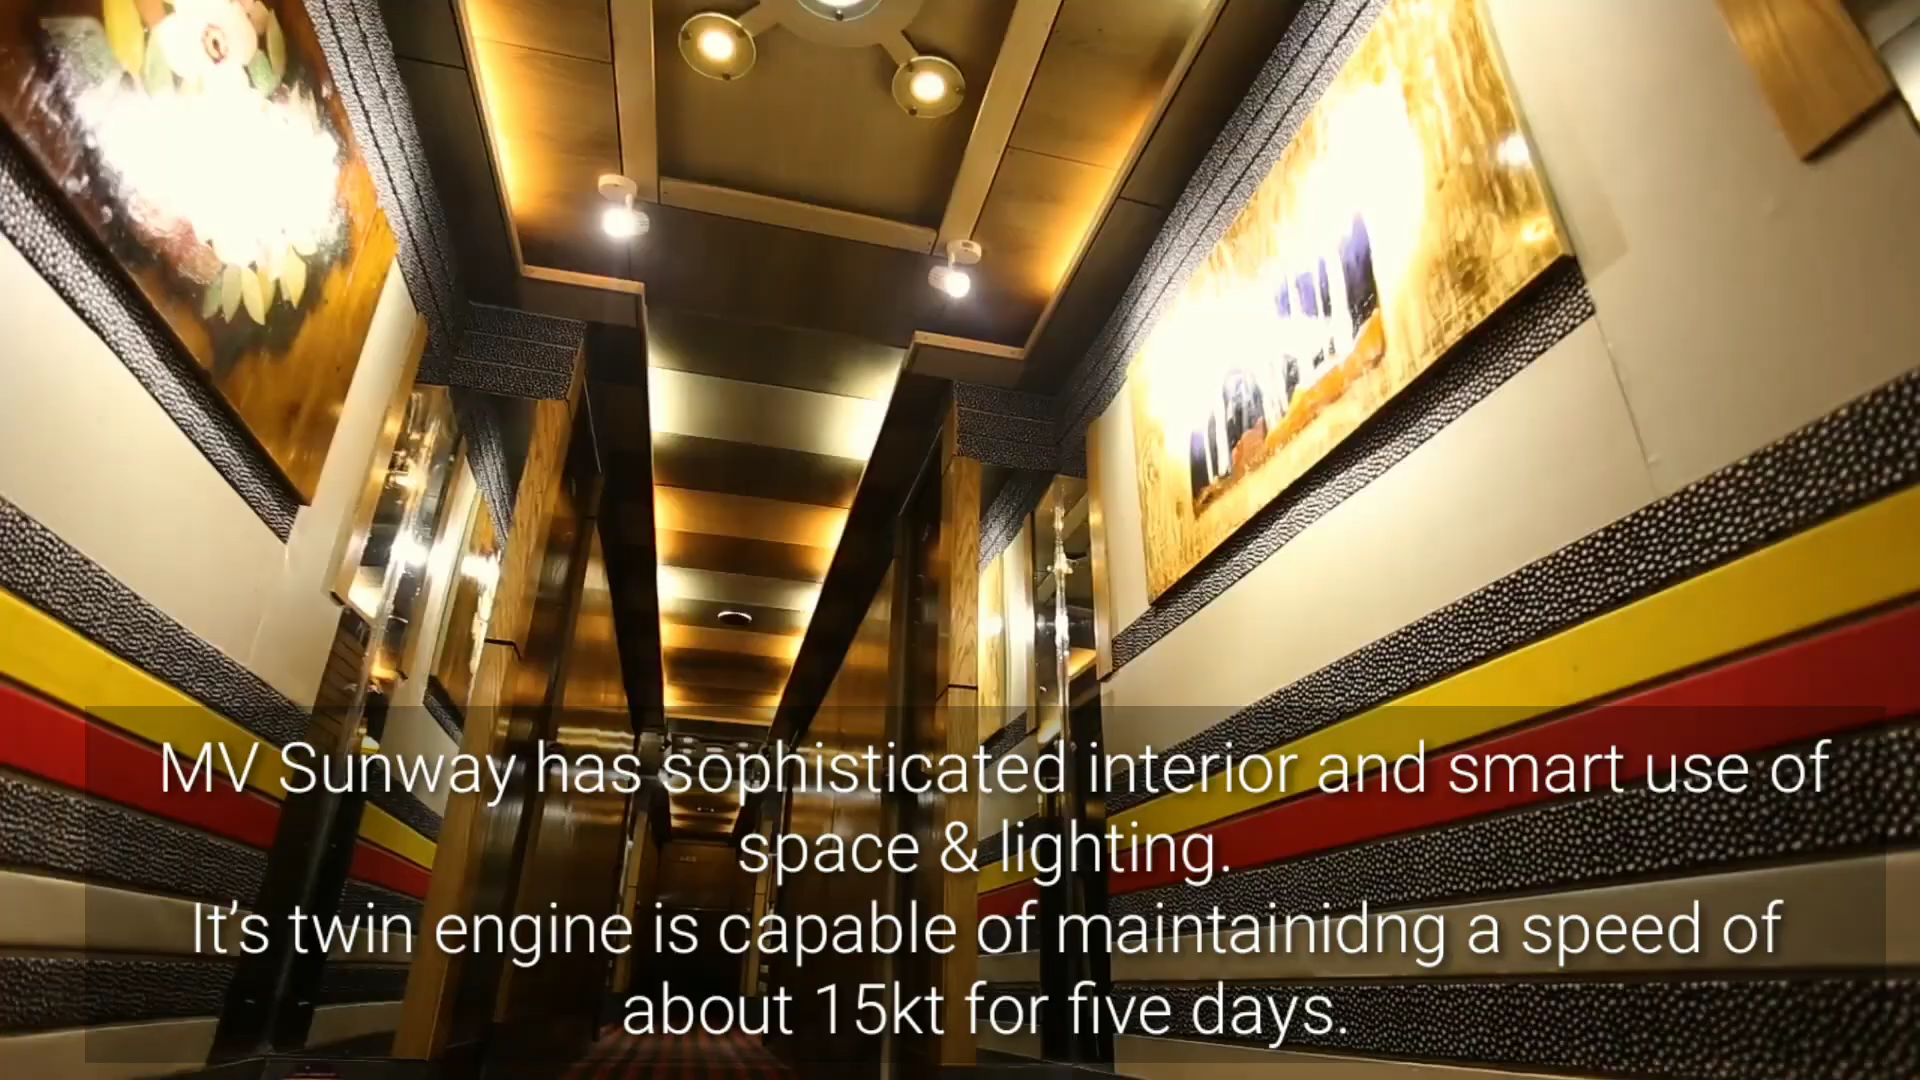 MV Sunway has sophisticated interior and smart use of
space & lighting.
It’s twin engine is capable of maintainidng a speed of
about 15kt for five days.